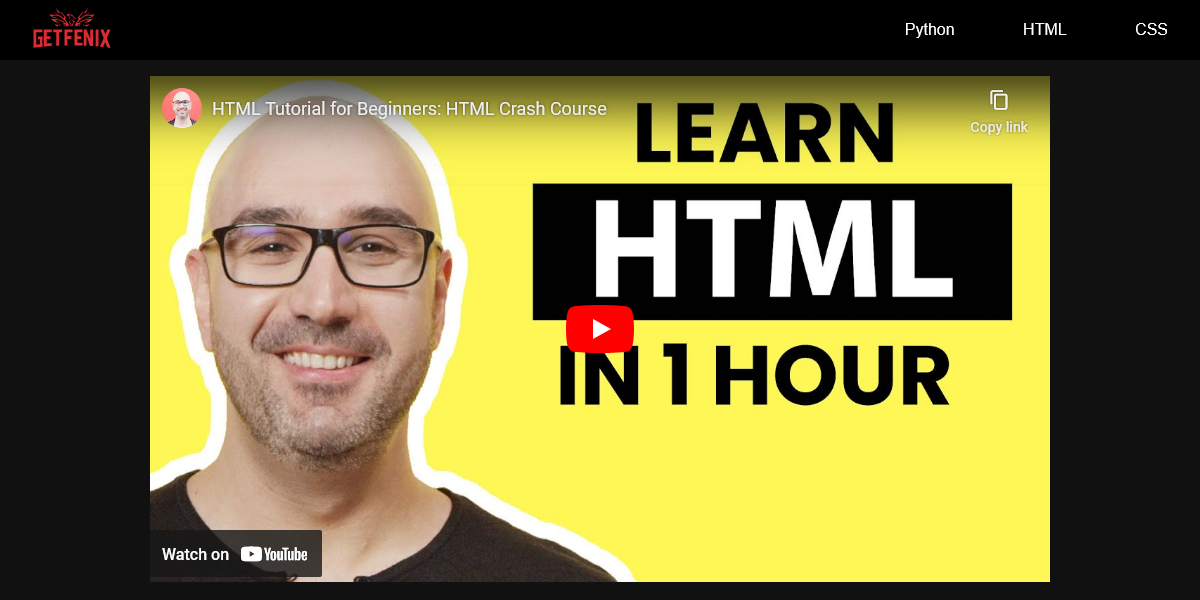 GETFENIX
Python HTML CSS
HTML Tutorial for Beginners: HTML Crash Course
Copy link
LEARN
HTML
IN 1 HOUR
Watch on YouTube